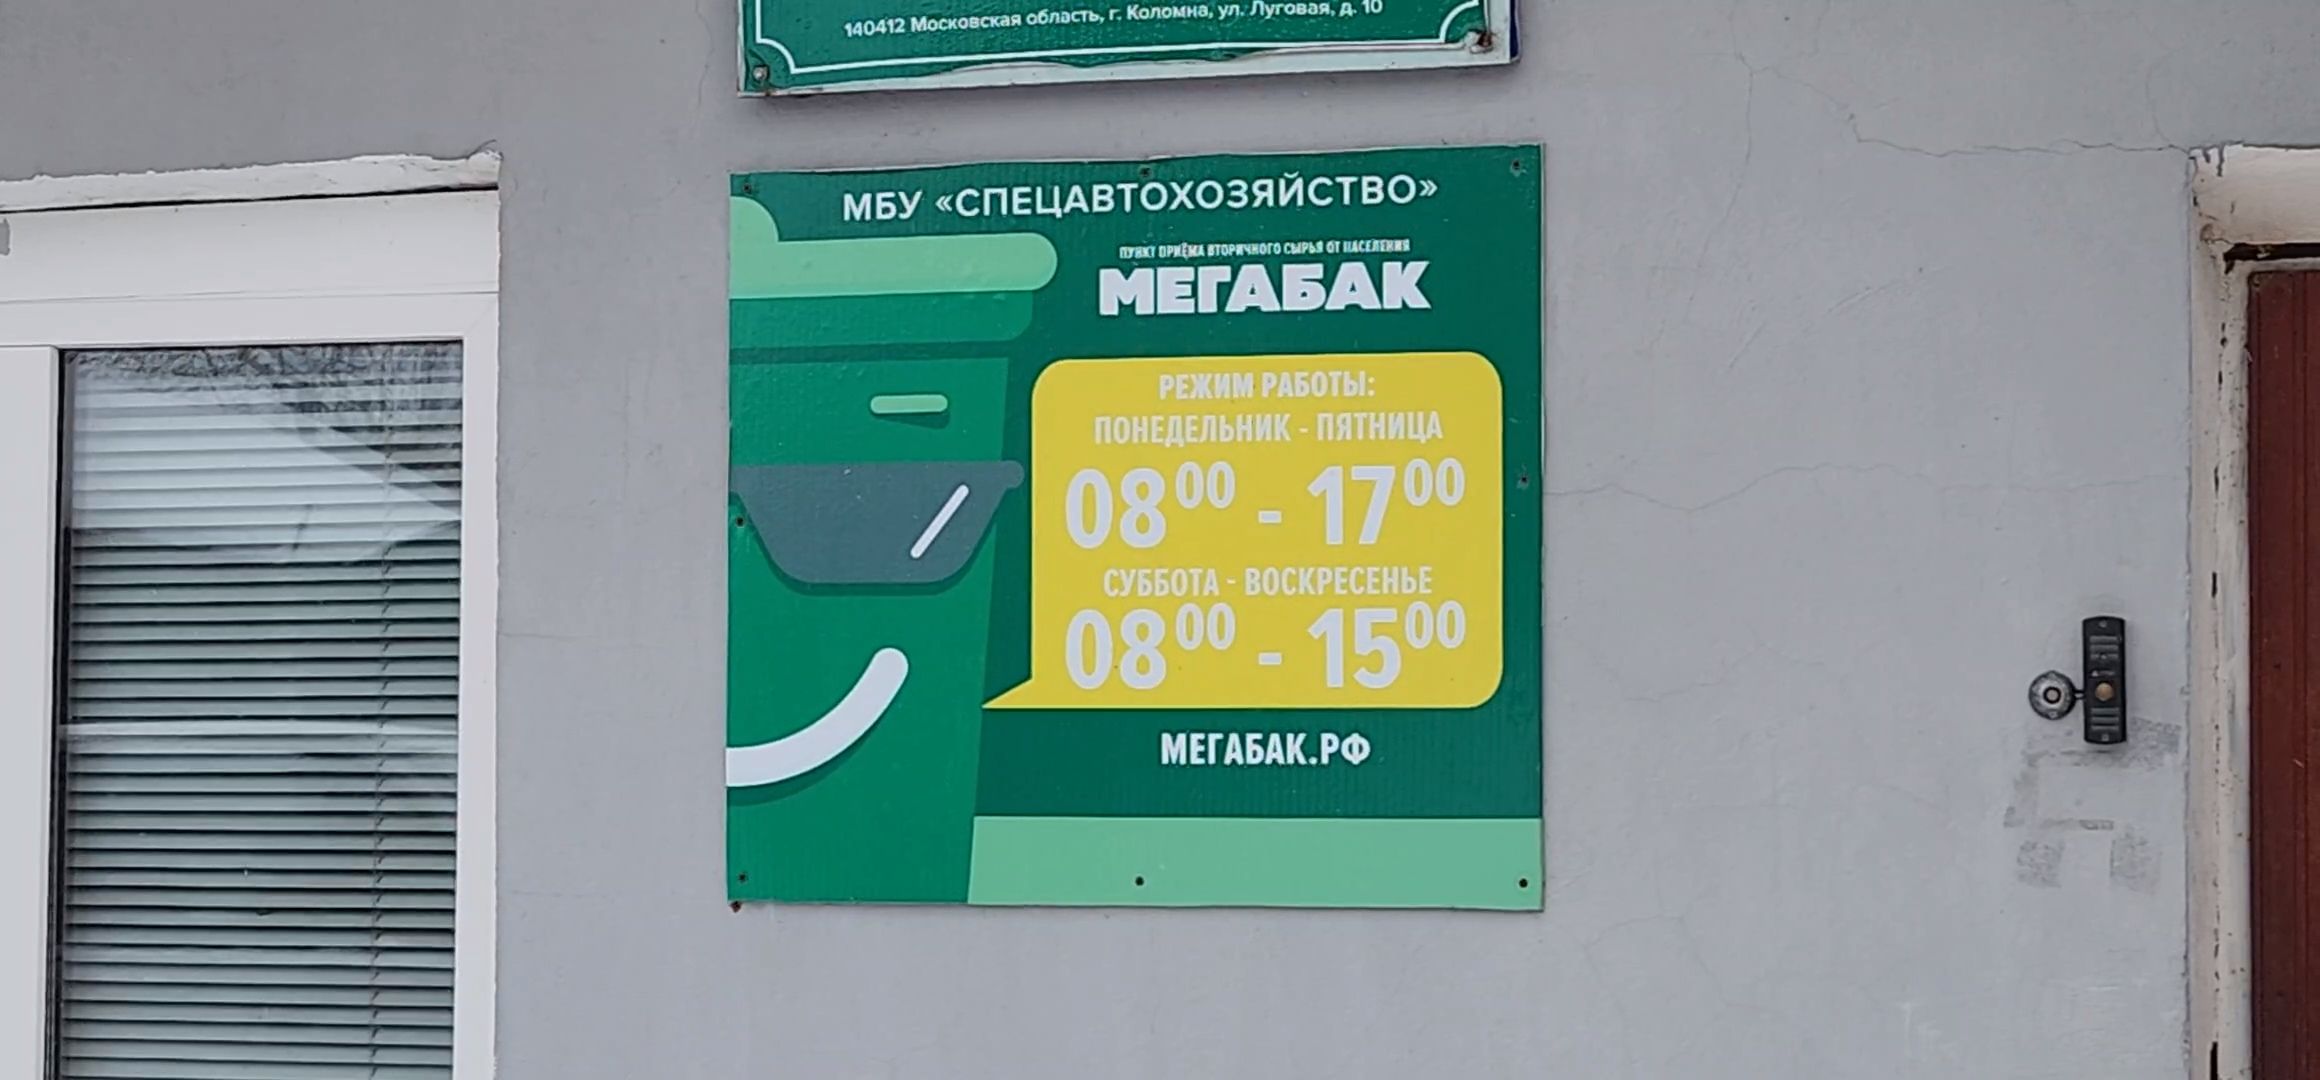 140412 Московская область, г. Коломна, ул. Луговая, д. 10
МБУ «СПЕЦАВТОХОЗЯЙСТВО»
ПУНКТ ПРИЁМА ВТОРИЧНОГО СЫРЬЯ ОТ НАСЕЛЕНИЯ
МЕГАБАК
РЕЖИМ РАБОТЫ:
ПОНЕДЕЛЬНИК - ПЯТНИЦА
08⁰⁰ - 17⁰⁰
СУББОТА - ВОСКРЕСЕНЬЕ
08⁰⁰ - 15⁰⁰
МЕГАБАК.РФ